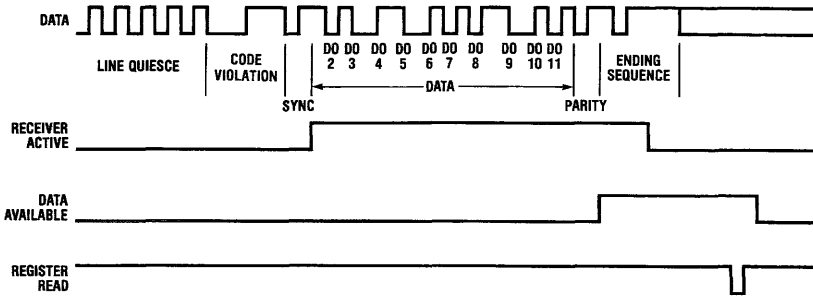 DATA
DO DO DO DO DO DO DO DO DO DO
2 3 4 5 6 7 8 9 10 11
LINE QUIESCE
CODE
VIOLATION
SYNC
DATA
PARITY
ENDING
SEQUENCE
RECEIVER
ACTIVE
DATA
AVAILABLE
REGISTER
READ